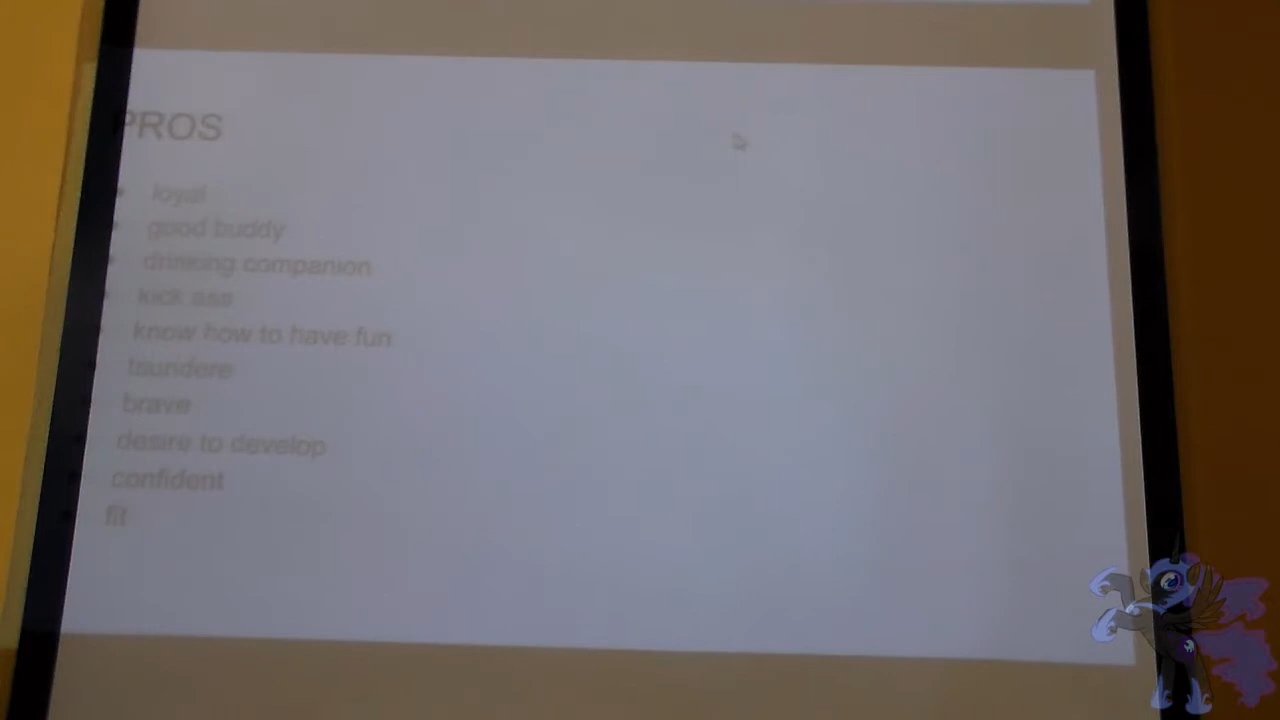 PROS
• loyal
• good buddy
• drinking companion
• kick ass
• know how to have fun
• tsundere
• brave
• desire to develop
• confident
• fit